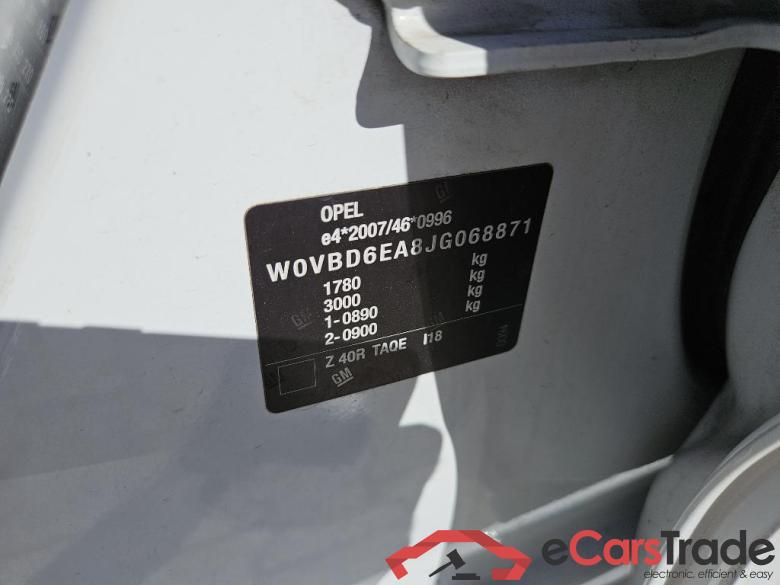 OPEL
e4*2007/46*0996
W0VBD6EA8JG068871
1780 kg
3000 kg
1-0890 kg
2-0900 kg
Z 40R TAQE I18
GM
eCarsTrade
electronic, efficient & easy